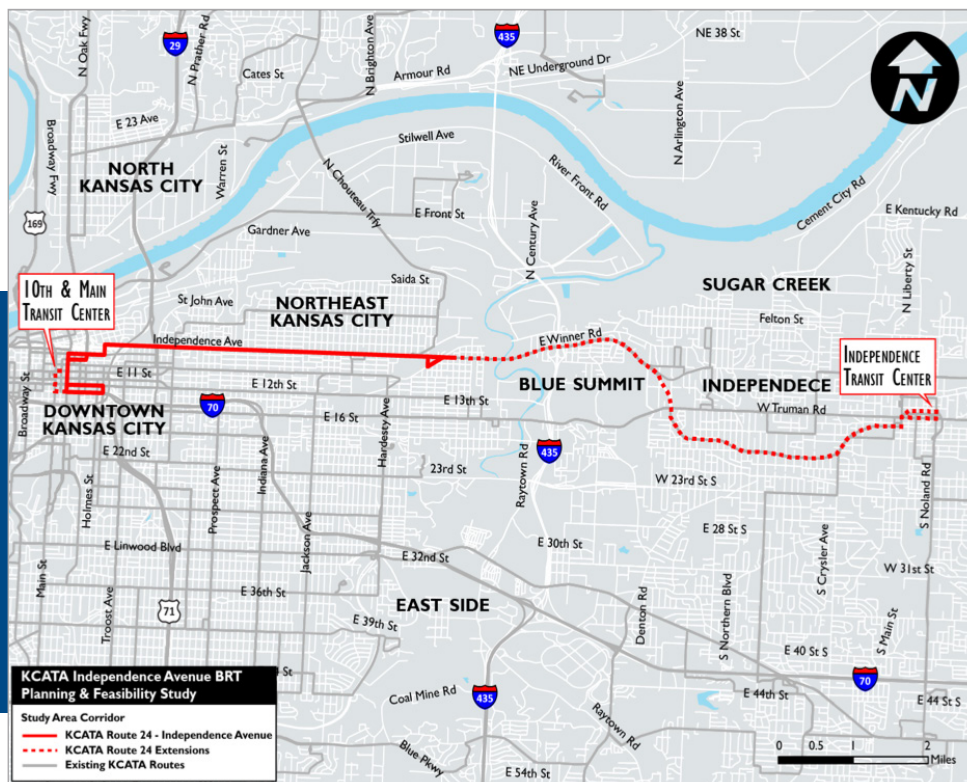 N Oak Fwy
N Prather Rd
29
N Brighton Ave
435
NE 38 St
Cates St
Armour Rd
NE Underground Dr
N Arlington Ave
N
Broadway Fwy
E 23 Ave
Stilwell Ave
NORTH
KANSAS CITY
Warren St
N Chouteau Trfy
River Front Rd
Cement City Rd
169
E Front St
E Kentucky Rd
Gardner Ave
N Century Ave
N Liberty St
10TH & MAIN
TRANSIT CENTER
Saida St
SUGAR CREEK
St John Ave
NORTHEAST
KANSAS CITY
Felton St
Independence Ave
E Winner Rd
INDEPENDENCE
TRANSIT CENTER
Broadway St
E 11 St
E 12th St
BLUE SUMMIT
INDEPENDECE
E 13th St
W Truman Rd
DOWNTOWN
KANSAS CITY
70
E 16 St
Hardesty Ave
E 22nd St
Indiana Ave
435
23rd St
Raytown Rd
W 23rd St S
S Noland Rd
Holmes St
Prospect Ave
E 28 St S
E Linwood Blvd
Jackson Ave
E 32nd St
E 30th St
S Crysler Ave
W 31st St
Main St
E 36th St
Troost Ave
71
EAST SIDE
Denton Rd
S Northern Blvd
S Main St
E 39th St
E 40 St S
70
KCATA Independence Avenue BRT
Planning & Feasibility Study
Coal Mine Rd
435
E 44th St
E 44 St S
Study Area Corridor
KCATA Route 24 - Independence Avenue
KCATA Route 24 Extensions
Existing KCATA Routes
Blue Pkwy
E 54th St
Raytown Rd
0 0.5 1 2
Miles